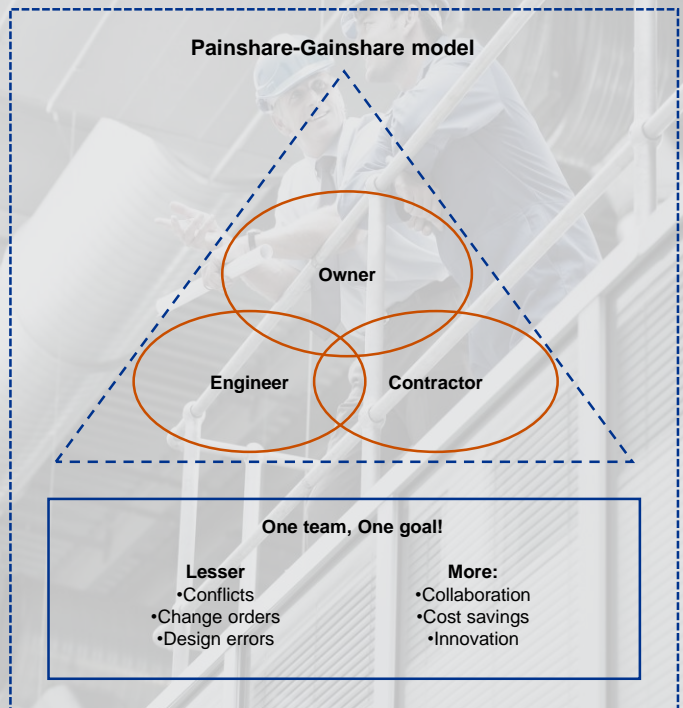 Painshare-Gainshare model
Owner
Engineer
Contractor
One team, One goal!
Lesser
•Conflicts
•Change orders
•Design errors
More:
•Collaboration
•Cost savings
•Innovation